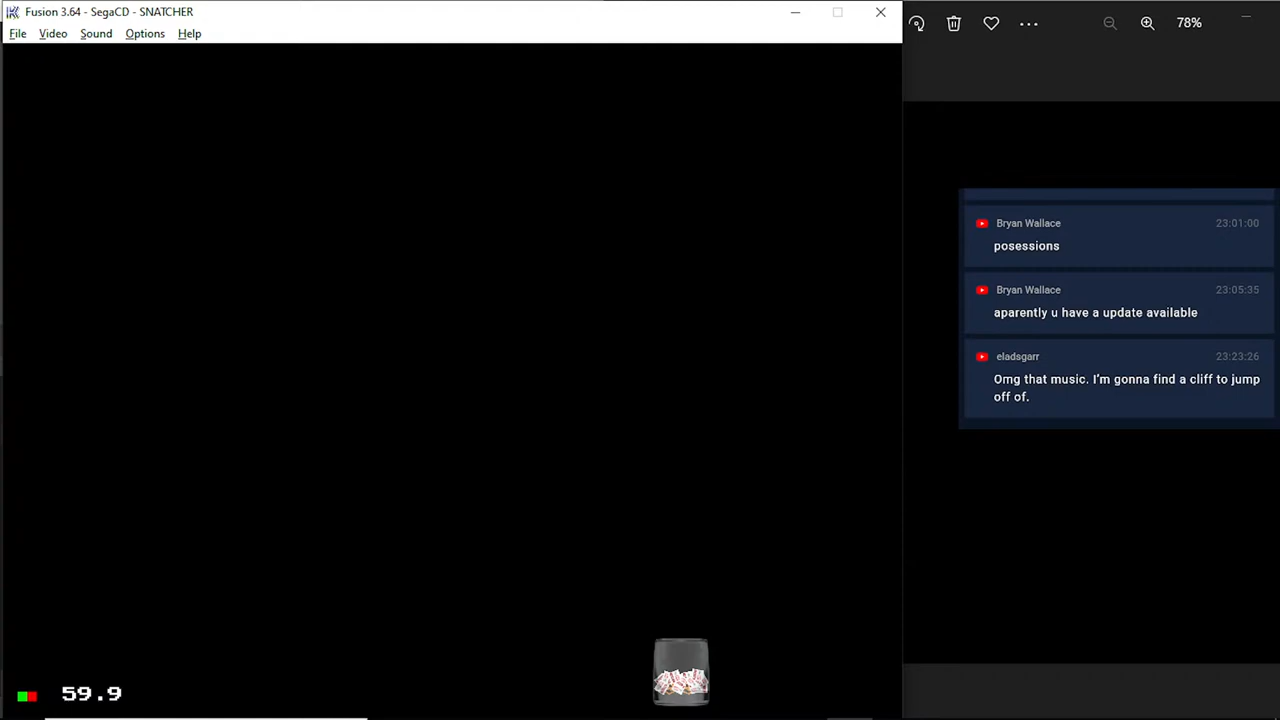 Fusion 3.64 - SegaCD - SNATCHER
File Video Sound Options Help
78%
Bryan Wallace 23:01:00
posessions
Bryan Wallace 23:05:35
aparently u have a update available
eladsgarr 23:23:26
Omg that music. I'm gonna find a cliff to jump
off of.
59.9